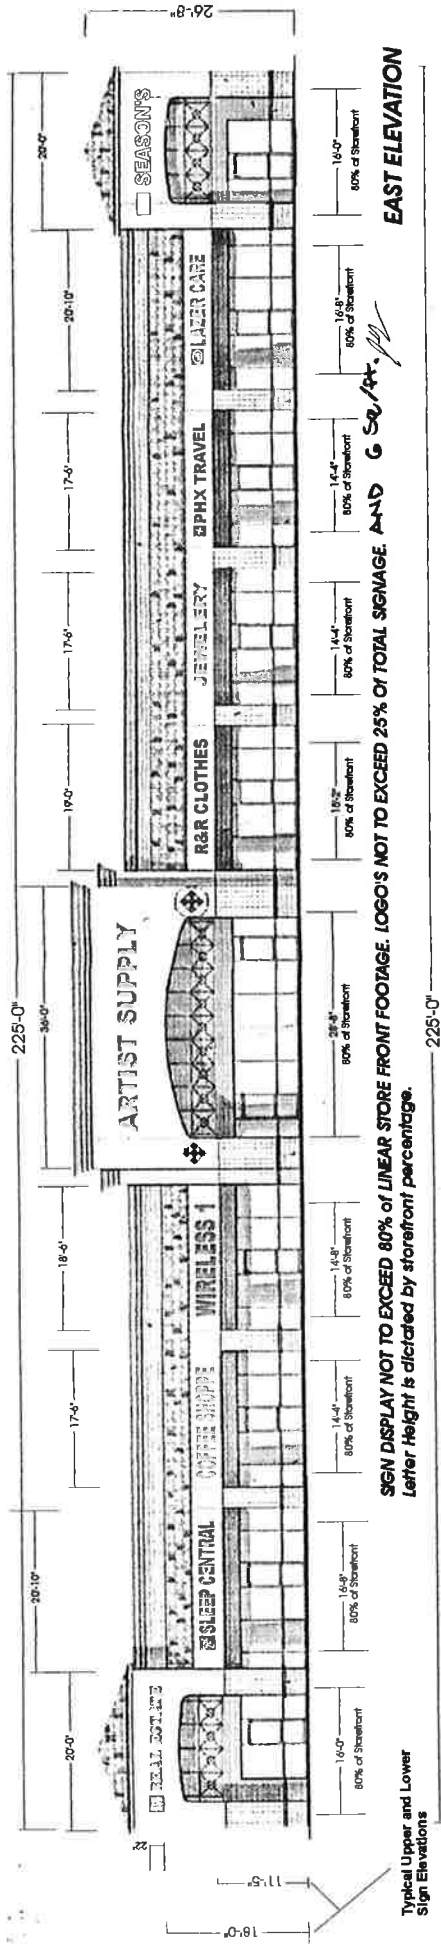 225'-0"
20'-0"
20'-10"
17'-6"
18'-6"
36'-0"
19'-0"
17'-6"
17'-6"
20'-10"
20'-0"
26'-8"
22"
REAL ESTATE
SLEEP CENTRAL
COFFEE SHOPPE
WIRELESS 1
ARTIST SUPPLY
R&R CLOTHES
JEWELERY
PHX TRAVEL
LAZER CARE
SEASON'S
18'-0"
11'-5"
16'-0"
80% of Storefront
16'-8"
80% of Storefront
14'-4"
80% of Storefront
14'-8"
80% of Storefront
28'-8"
80% of Storefront
15'-2"
80% of Storefront
14'-4"
80% of Storefront
14'-4"
80% of Storefront
16'-8"
80% of Storefront
16'-0"
80% of Storefront
Typical Upper and Lower
Sign Elevations
SIGN DISPLAY NOT TO EXCEED 80% of LINEAR STORE FRONT FOOTAGE. LOGO'S NOT TO EXCEED 25% Of TOTAL SIGNAGE. AND 6 SQ/FT.
Letter Height is dictated by storefront percentage.
EAST ELEVATION
225'-0"